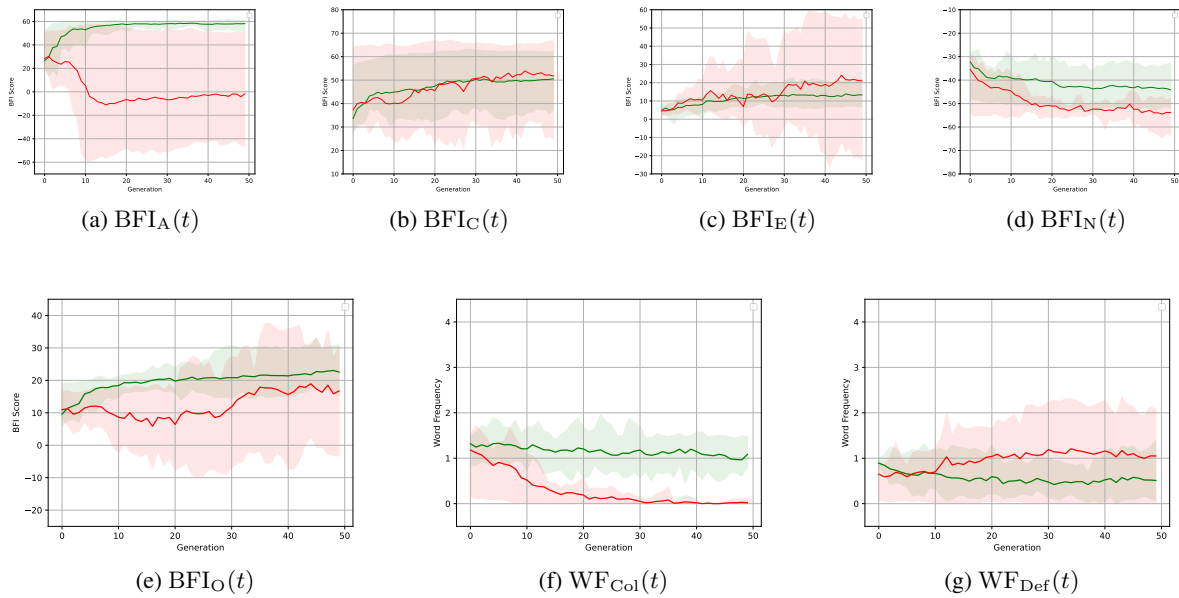 60
40
20
0
−20
−40
−60
BFI Score
0 10 20 30 40 50
Generation
(a) BFI_A(t)
80
70
60
50
40
30
20
10
BFI Score
0 10 20 30 40 50
Generation
(b) BFI_C(t)
60
50
40
30
20
10
0
−10
−20
−30
BFI Score
0 10 20 30 40 50
Generation
(c) BFI_E(t)
−20
−30
−40
−50
−60
−70
−80
BFI Score
0 10 20 30 40 50
Generation
(d) BFI_N(t)
40
30
20
10
0
−10
−20
BFI Score
0 10 20 30 40 50
Generation
(e) BFI_O(t)
4
3
2
1
0
Word Frequency
0 10 20 30 40 50
Generation
(f) WF_Col(t)
4
3
2
1
0
Word Frequency
0 10 20 30 40 50
Generation
(g) WF_Def(t)